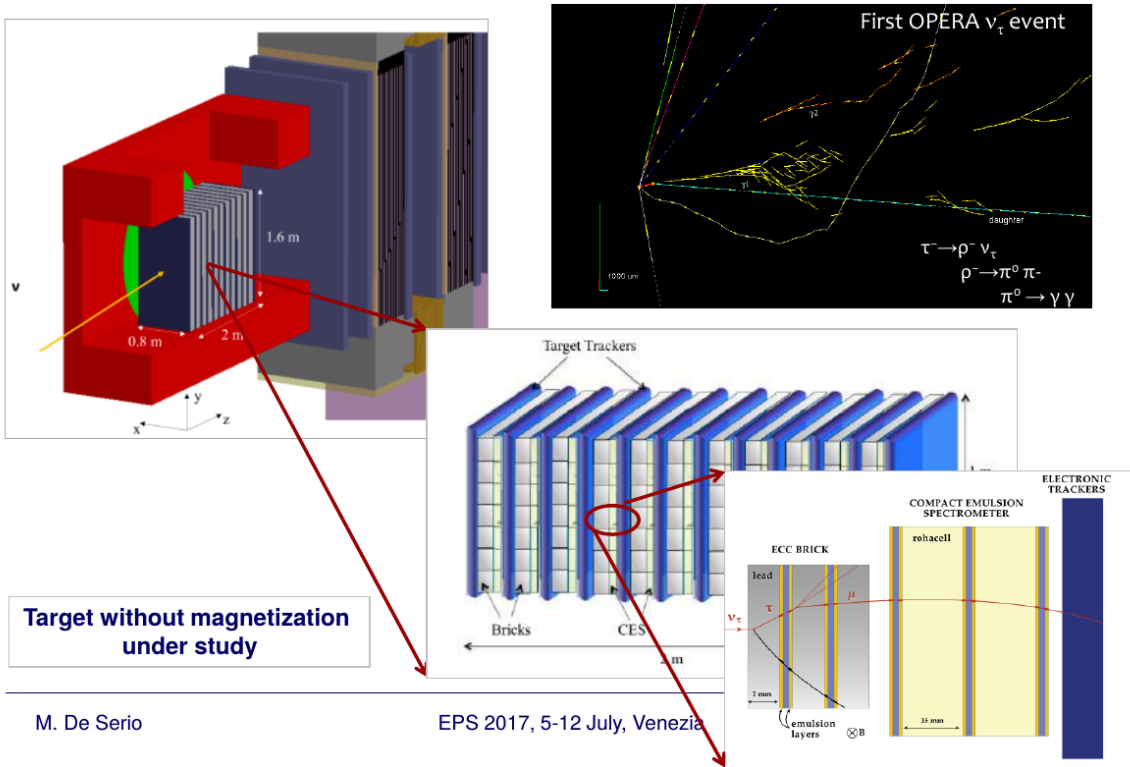 First OPERA ντ event
γ2
γ1
daughter
1000 um
τ⁻→ρ⁻ ντ
ρ⁻→π⁰ π-
π⁰ → γ γ
ν
1.6 m
0.8 m
2 m
y
x
z
Target Trackers
Bricks
CES
2 m
ELECTRONIC
TRACKERS
COMPACT EMULSION
SPECTROMETER
rohacell
ECC BRICK
lead
τ
μ
ντ
1 mm
emulsion
layers
⊗B
15 mm
Target without magnetization
under study
M. De Serio
EPS 2017, 5-12 July, Venezia